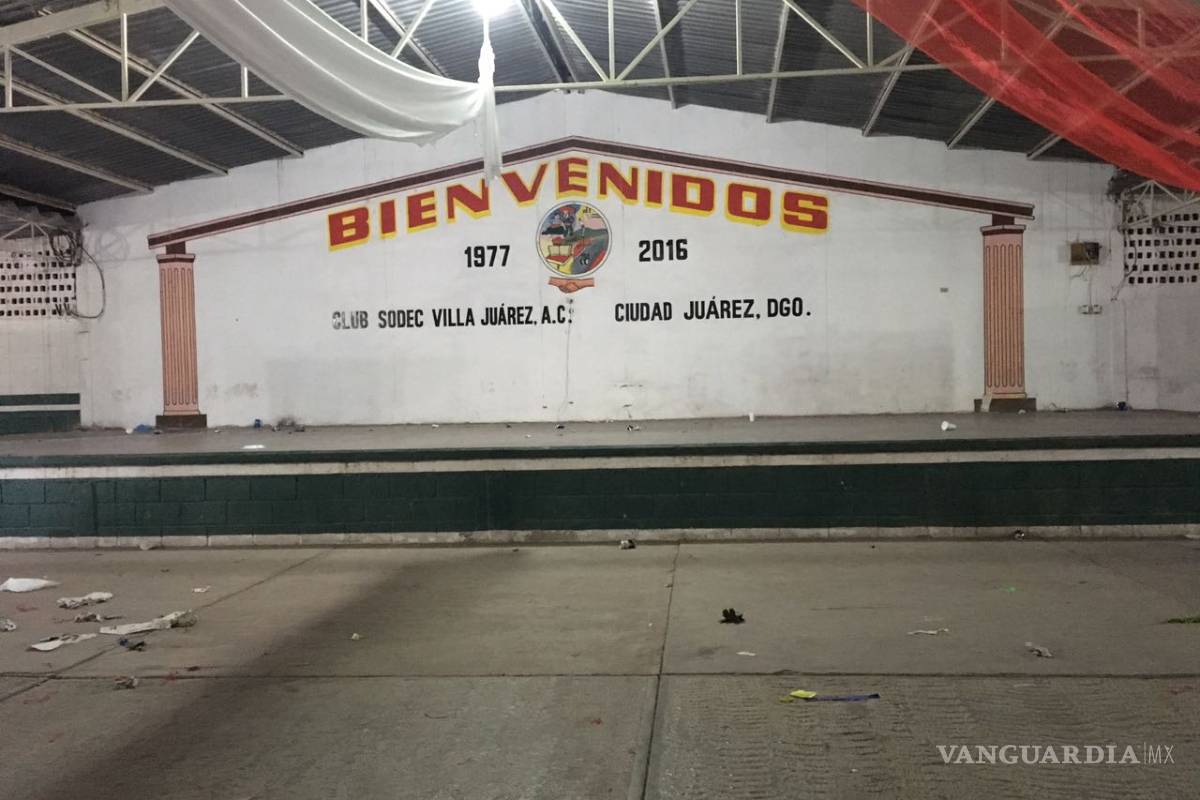 BIENVENIDOS
1977 2016
CLUB SODEC VILLA JUÁREZ, A.C. CIUDAD JUÁREZ, DGO.
VANGUARDIA|MX